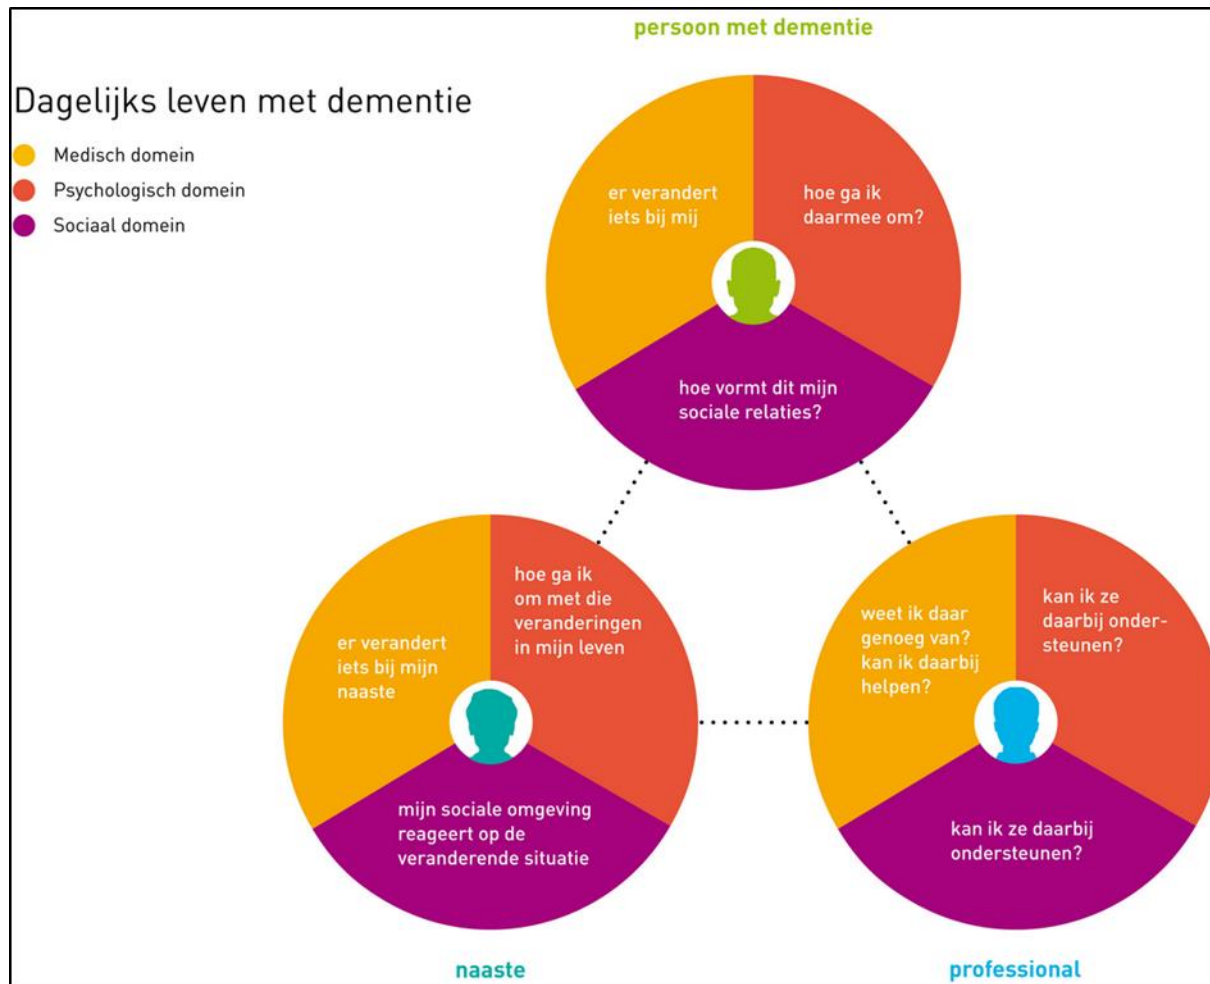 persoon met dementie
Dagelijks leven met dementie
Medisch domein
Psychologisch domein
Sociaal domein
er verandert
iets bij mij
hoe ga ik
daarmee om?
hoe vormt dit mijn
sociale relaties?
er verandert
iets bij mijn
naaste
hoe ga ik
om met die
veranderingen
in mijn leven
mijn sociale omgeving
reageert op de
veranderende situatie
naaste
weet ik daar
genoeg van?
kan ik daarbij
helpen?
kan ik ze
daarbij onder-
steunen?
kan ik ze daarbij
ondersteunen?
professional